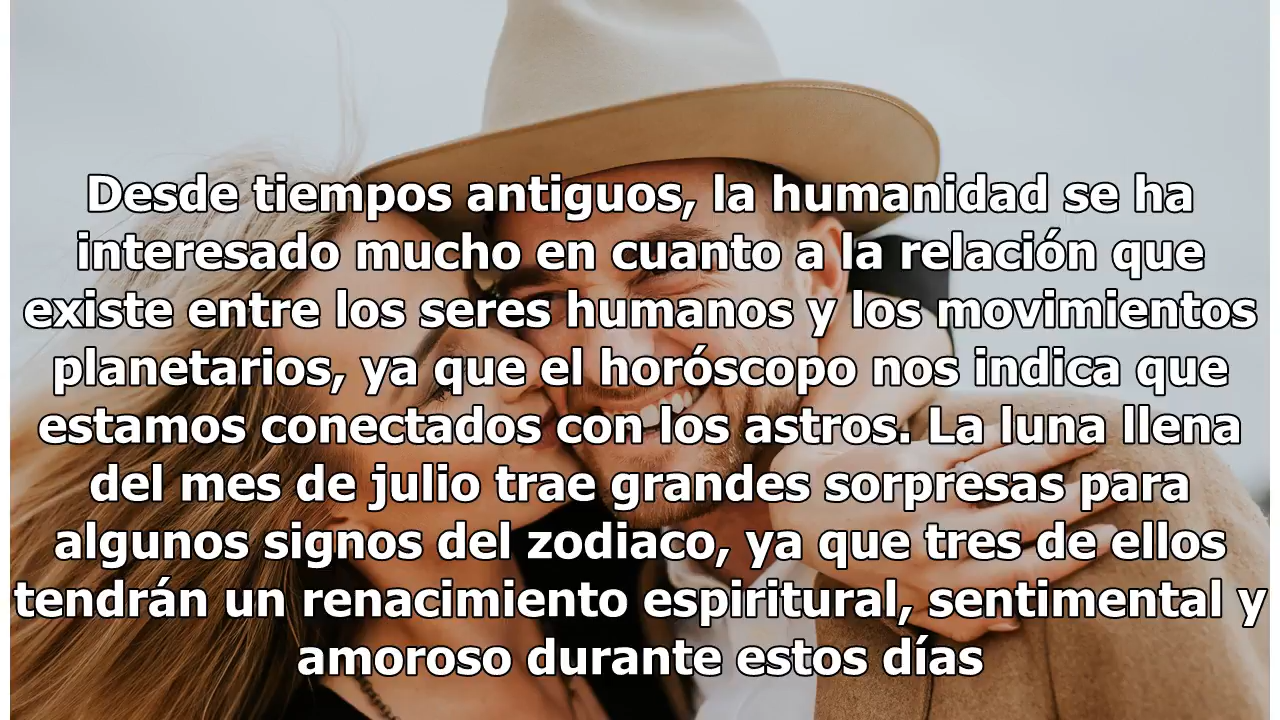 Desde tiempos antiguos, la humanidad se ha
interesado mucho en cuanto a la relación que
existe entre los seres humanos y los movimientos
planetarios, ya que el horóscopo nos indica que
estamos conectados con los astros. La luna llena
del mes de julio trae grandes sorpresas para
algunos signos del zodiaco, ya que tres de ellos
tendrán un renacimiento espiritural, sentimental y
amoroso durante estos días